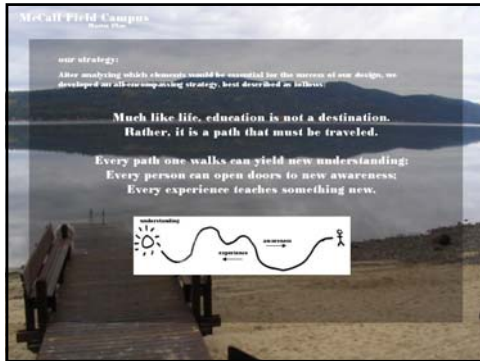 McCall Field Campus
Master Plan
our strategy:
After analyzing which elements would be essential for the success of our design, we
developed an all-encompassing strategy, best described as follows:
Much like life, education is not a destination.
Rather, it is a path that must be traveled.
Every path one walks can yield new understanding;
Every person can open doors to new awareness;
Every experience teaches something new.
understanding
awareness
experience